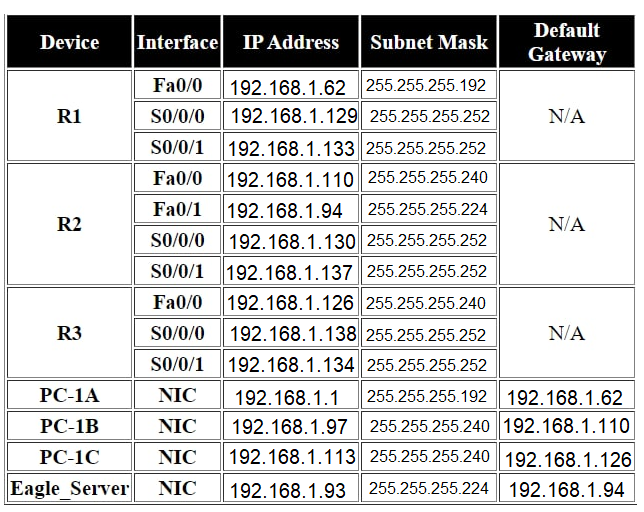 Device Interface IP Address Subnet Mask Default Gateway
R1 Fa0/0 192.168.1.62 255.255.255.192 N/A
S0/0/0 192.168.1.129 255.255.255.252
S0/0/1 192.168.1.133 255.255.255.252
R2 Fa0/0 192.168.1.110 255.255.255.240 N/A
Fa0/1 192.168.1.94 255.255.255.224
S0/0/0 192.168.1.130 255.255.255.252
S0/0/1 192.168.1.137 255.255.255.252
R3 Fa0/0 192.168.1.126 255.255.255.240 N/A
S0/0/0 192.168.1.138 255.255.255.252
S0/0/1 192.168.1.134 255.255.255.252
PC-1A NIC 192.168.1.1 255.255.255.192 192.168.1.62
PC-1B NIC 192.168.1.97 255.255.255.240 192.168.1.110
PC-1C NIC 192.168.1.113 255.255.255.240 192.168.1.126
Eagle_Server NIC 192.168.1.93 255.255.255.224 192.168.1.94